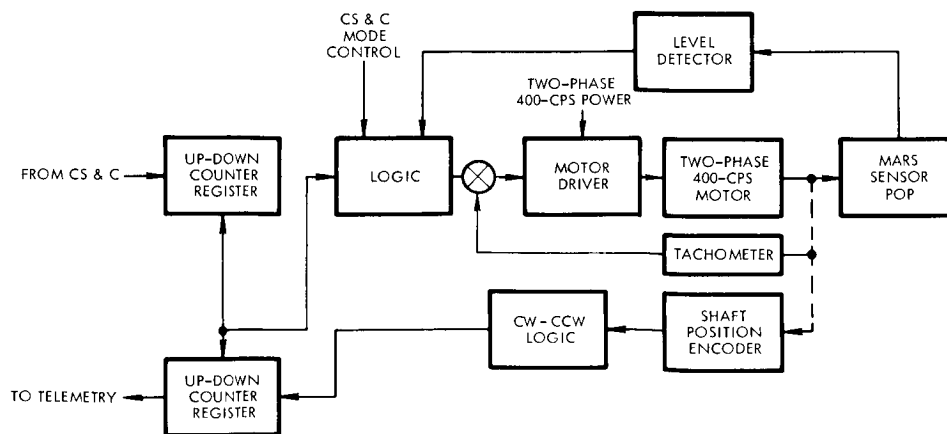 CS & C
MODE
CONTROL
LEVEL
DETECTOR
TWO-PHASE
400-CPS POWER
FROM CS & C
UP-DOWN
COUNTER
REGISTER
LOGIC
MOTOR
DRIVER
TWO-PHASE
400-CPS
MOTOR
MARS
SENSOR
POP
TACHOMETER
CW-CCW
LOGIC
SHAFT
POSITION
ENCODER
TO TELEMETRY
UP-DOWN
COUNTER
REGISTER